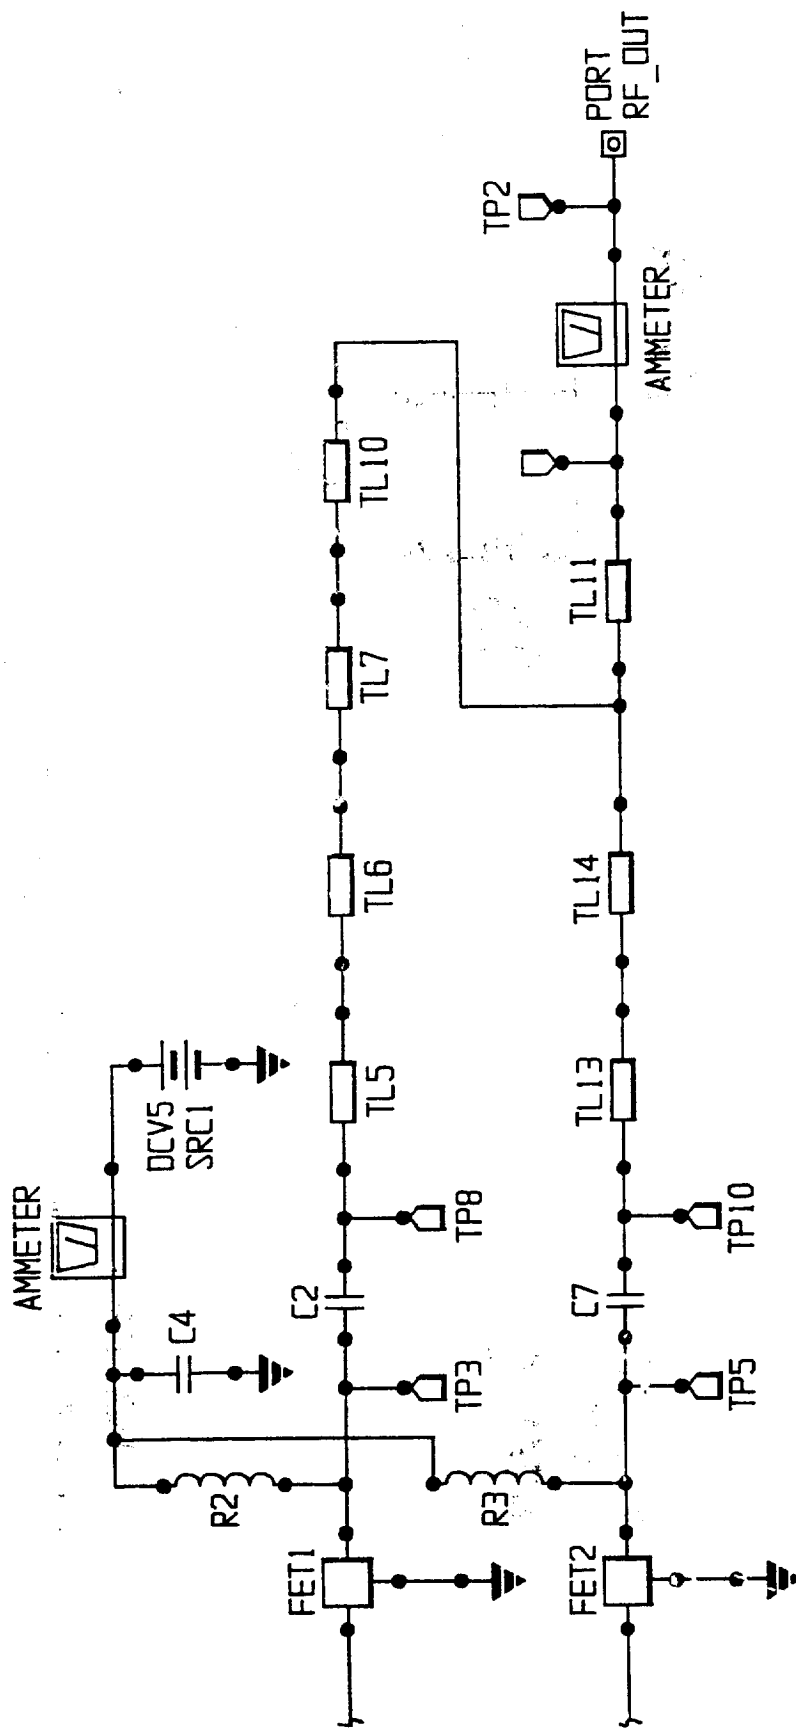 AMMETER
DCV5
SRC1
C4
R2
FET1
TP3
C2
TP8
TL5
TL6
TL7
TL10
R3
FET2
TP5
C7
TP10
TL13
TL14
TL11
AMMETER
TP2
PORT
RF_OUT